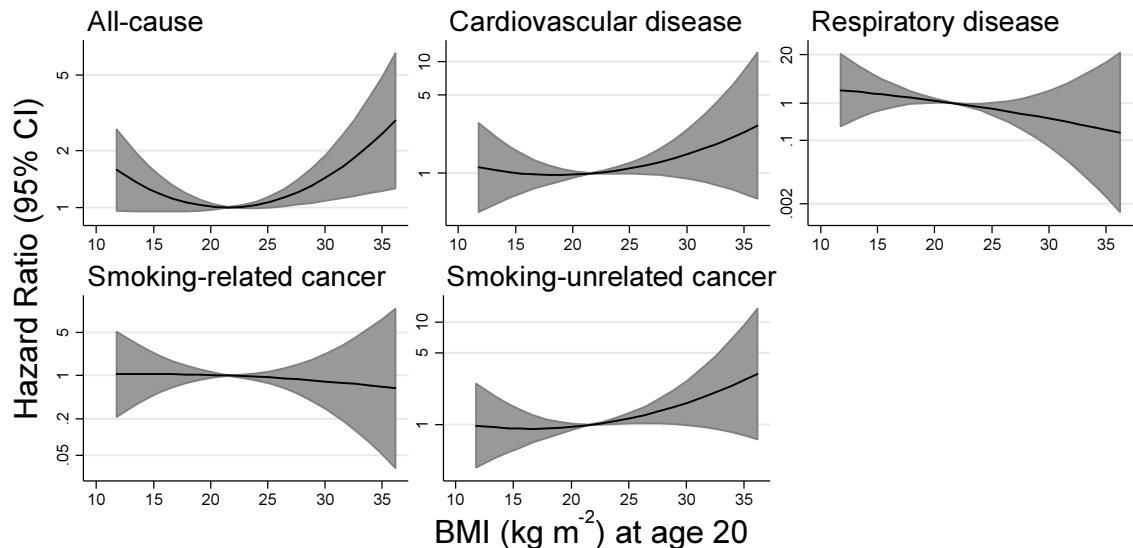 All-cause
Cardiovascular disease
Respiratory disease
Hazard Ratio (95% CI)
5
2
1
10
5
1
20
1
.1
.002
10 15 20 25 30 35
10 15 20 25 30 35
10 15 20 25 30 35
Smoking-related cancer
Smoking-unrelated cancer
5
1
.2
.05
10
5
1
10 15 20 25 30 35
10 15 20 25 30 35
BMI (kg m⁻²) at age 20